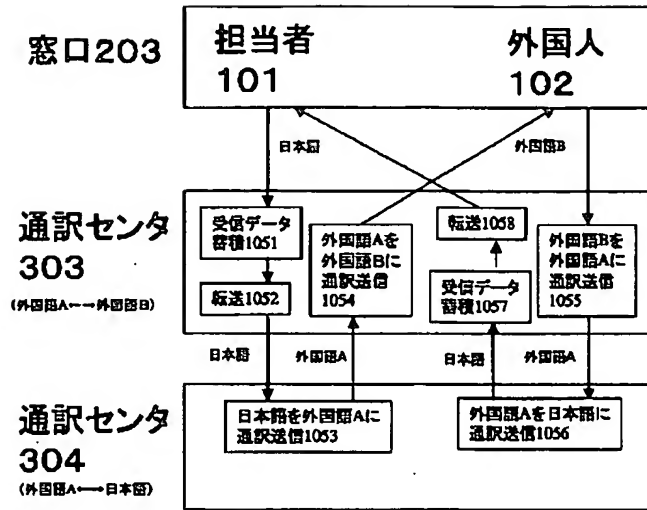 窓口203
担当者
101
外国人
102
日本語
外国語B
通訳センタ
303
(外国語A←→外国語B)
受信データ
蓄積1051
転送1052
外国語Aを
外国語Bに
通訳送信
1054
転送1058
受信データ
蓄積1057
外国語Bを
外国語Aに
通訳送信
1055
日本語
外国語A
日本語
外国語A
通訳センタ
304
(外国語A←→日本語)
日本語を外国語Aに
通訳送信1053
外国語Aを日本語に
通訳送信1056